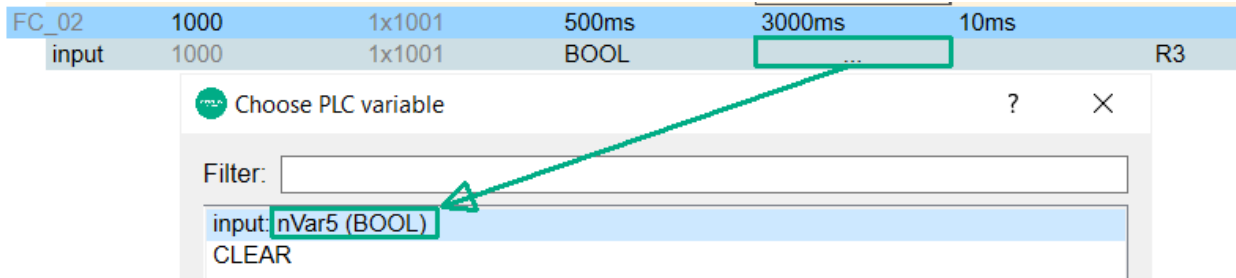 FC_02 1000 1x1001 500ms 3000ms 10ms
input 1000 1x1001 BOOL ... R3
Choose PLC variable ? ×
Filter:
input: nVar5 (BOOL)
CLEAR